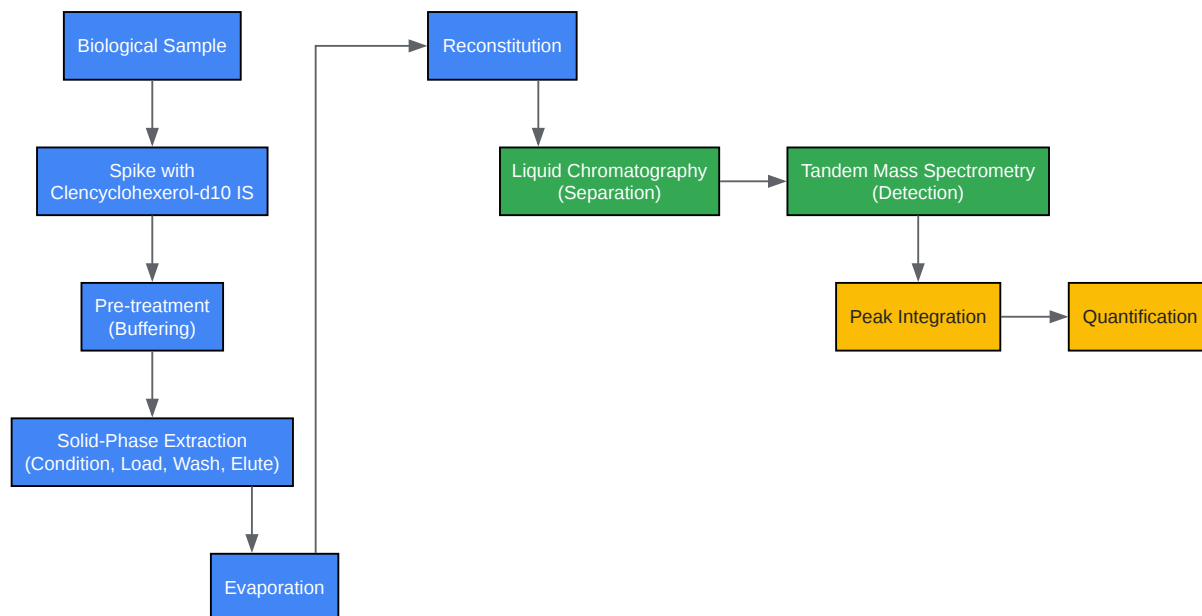 Biological Sample
Spike with
Clencyclohexerol-d10 IS
Pre-treatment
(Buffering)
Solid-Phase Extraction
(Condition, Load, Wash, Elute)
Evaporation
Reconstitution
Liquid Chromatography
(Separation)
Tandem Mass Spectrometry
(Detection)
Peak Integration
Quantification